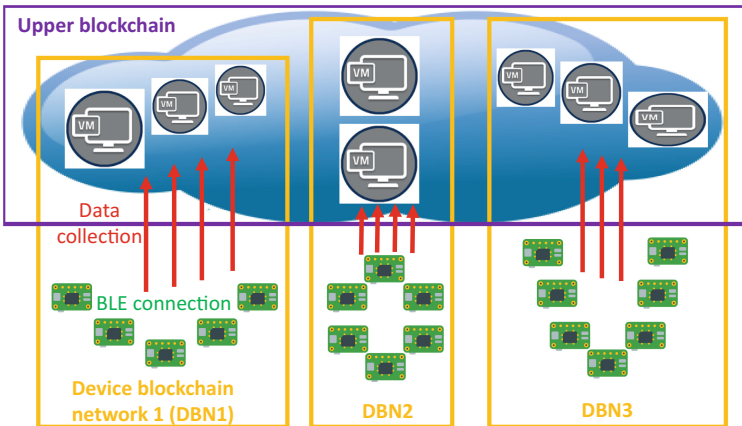 Upper blockchain
VM
VM
VM
VM
VM
VM
VM
VM
Data
collection
BLE connection
Device blockchain
network 1 (DBN1)
DBN2
DBN3